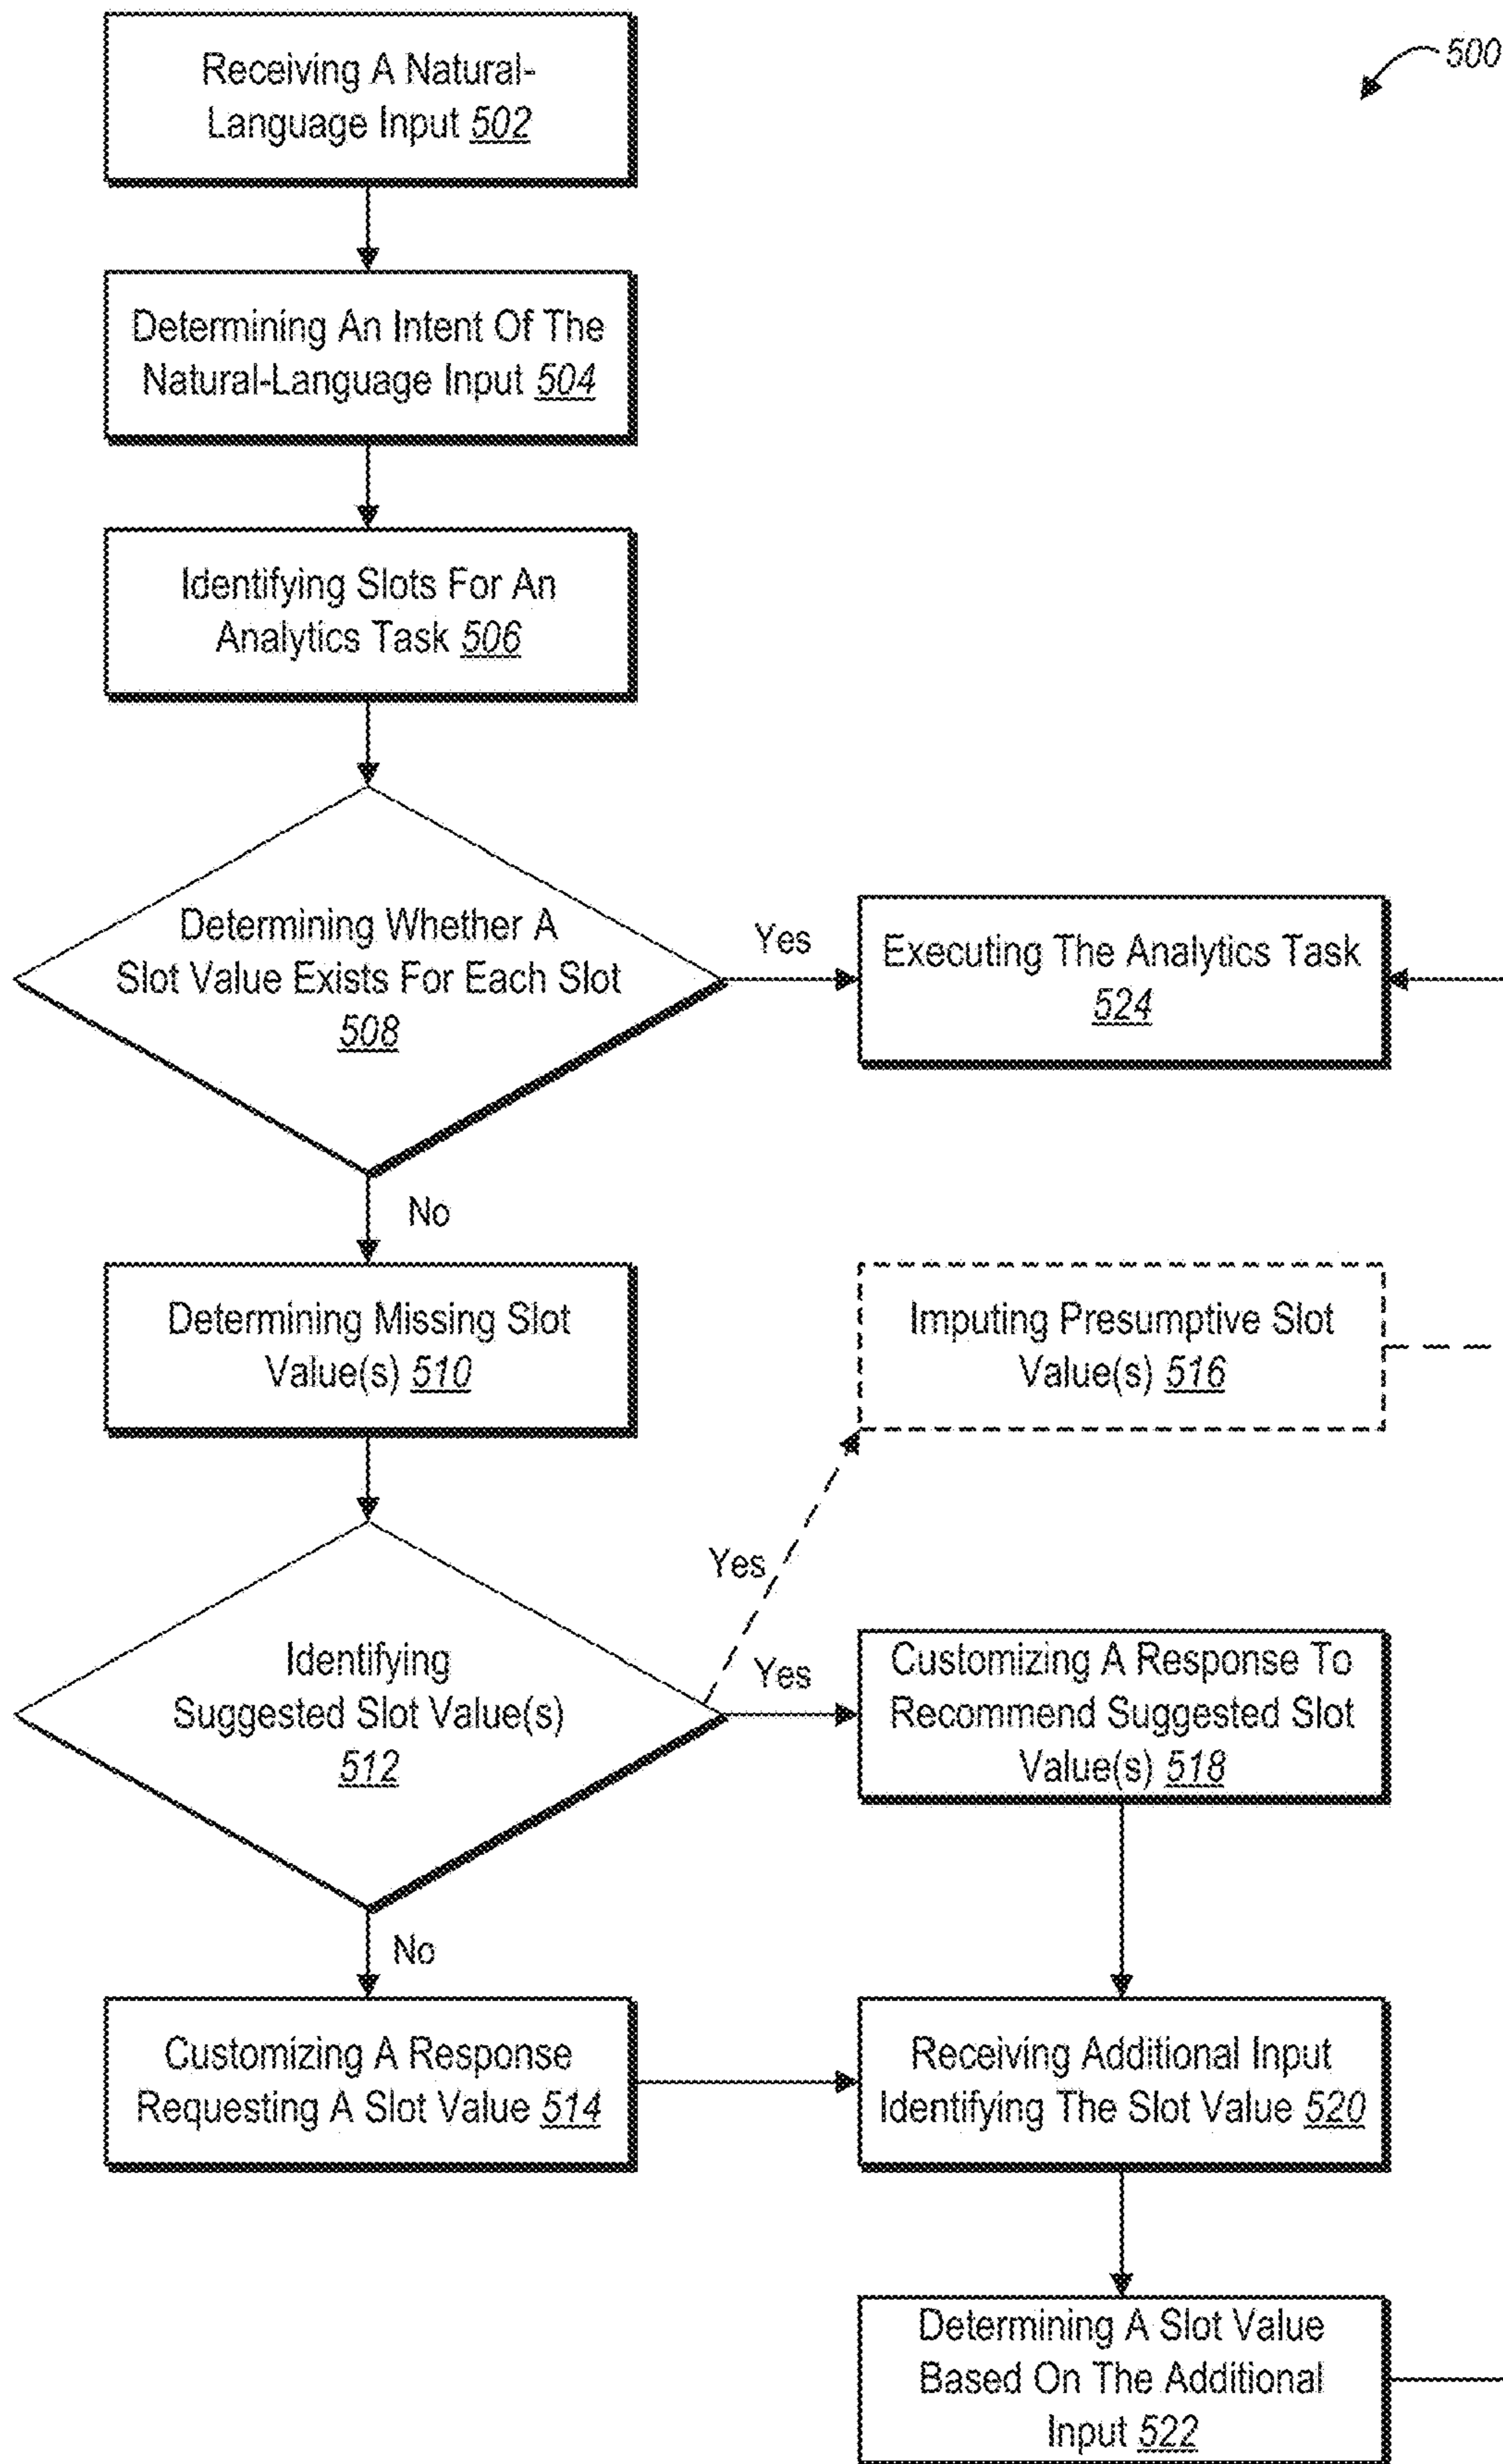 500
Receiving A Natural-
Language Input 502
Determining An Intent Of The
Natural-Language Input 504
Identifying Slots For An
Analytics Task 506
Determining Whether A
Slot Value Exists For Each Slot
508
Yes
Executing The Analytics Task
524
No
Determining Missing Slot
Value(s) 510
Imputing Presumptive Slot
Value(s) 516
Identifying
Suggested Slot Value(s)
512
Yes
Yes
Customizing A Response To
Recommend Suggested Slot
Value(s) 518
No
Customizing A Response
Requesting A Slot Value 514
Receiving Additional Input
Identifying The Slot Value 520
Determining A Slot Value
Based On The Additional
Input 522